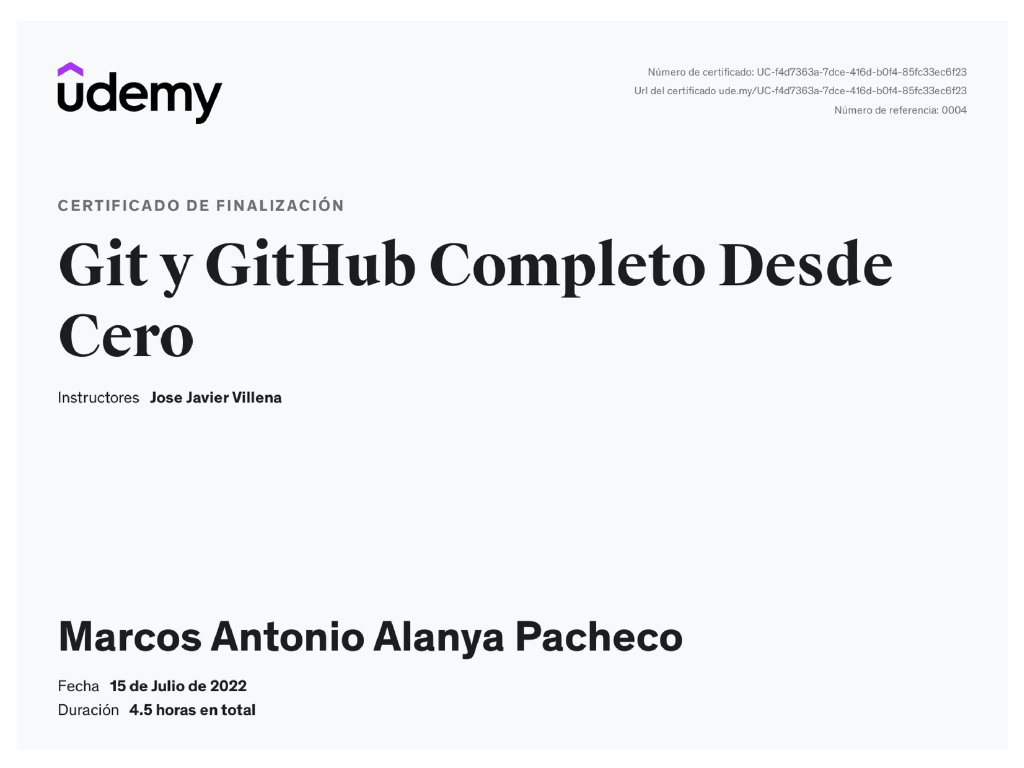 udemy
Número de certificado: UC-f4d7363a-7dce-416d-b0f4-85fc33ec6f23
Url del certificado ude.my/UC-f4d7363a-7dce-416d-b0f4-85fc33ec6f23
Número de referencia: 0004
CERTIFICADO DE FINALIZACIÓN
Git y GitHub Completo Desde
Cero
Instructores Jose Javier Villena
Marcos Antonio Alanya Pacheco
Fecha 15 de Julio de 2022
Duración 4.5 horas en total